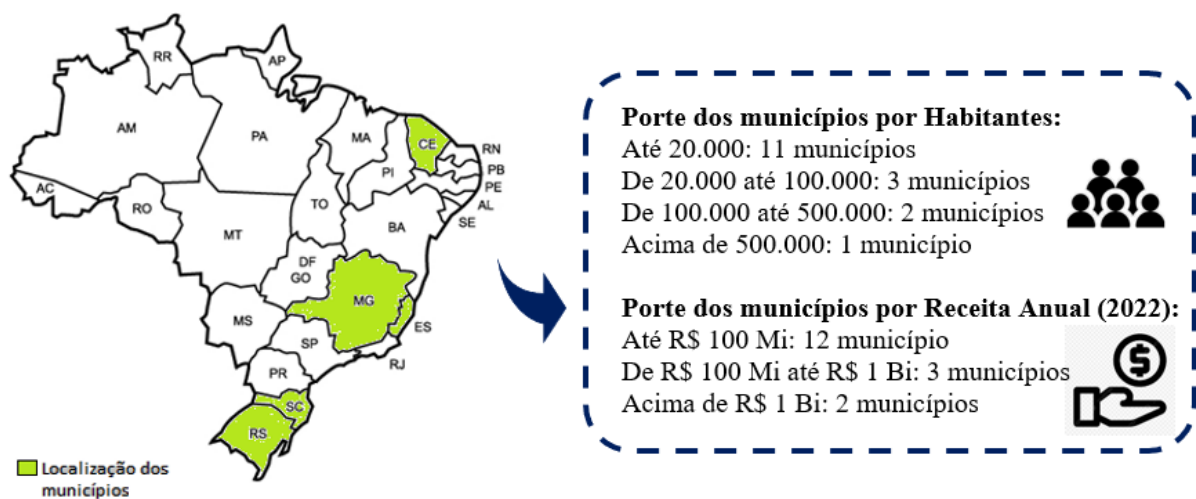 RR
AP
AM
PA
MA
CE
RN
PB
PE
AL
SE
PI
AC
RO
TO
BA
MT
DF
GO
MG
MS
ES
SP
RJ
PR
SC
RS
Localização dos
municípios
Porte dos municípios por Habitantes:
Até 20.000: 11 municípios
De 20.000 até 100.000: 3 municípios
De 100.000 até 500.000: 2 municípios
Acima de 500.000: 1 município
Porte dos municípios por Receita Anual (2022):
Até R$ 100 Mi: 12 município
De R$ 100 Mi até R$ 1 Bi: 3 municípios
Acima de R$ 1 Bi: 2 municípios
$